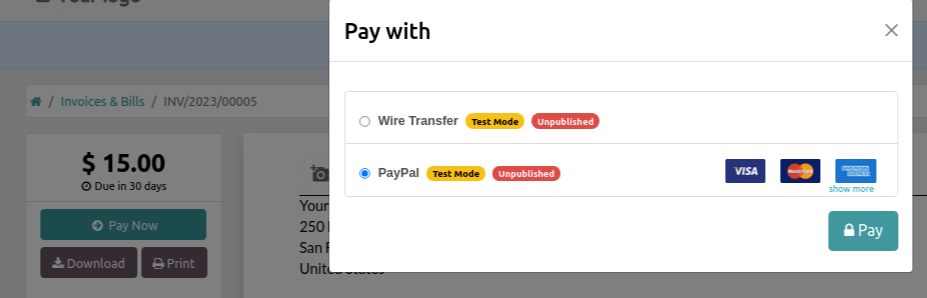 Your logo
Pay with
/ Invoices & Bills / INV/2023/00005
Wire Transfer Test Mode Unpublished
$ 15.00
Due in 30 days
PayPal Test Mode Unpublished VISA MasterCard AMERICAN EXPRESS
show more
Pay Now
Download Print
Your
250
San F
United States
Pay